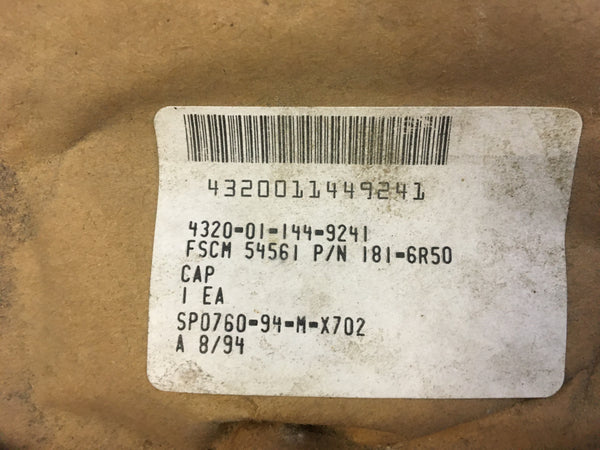 4320011449241
4320-01-144-9241
FSCM 54561 P/N 181-6R50
CAP
1 EA
SP0760-94-M-X702
A 8/94